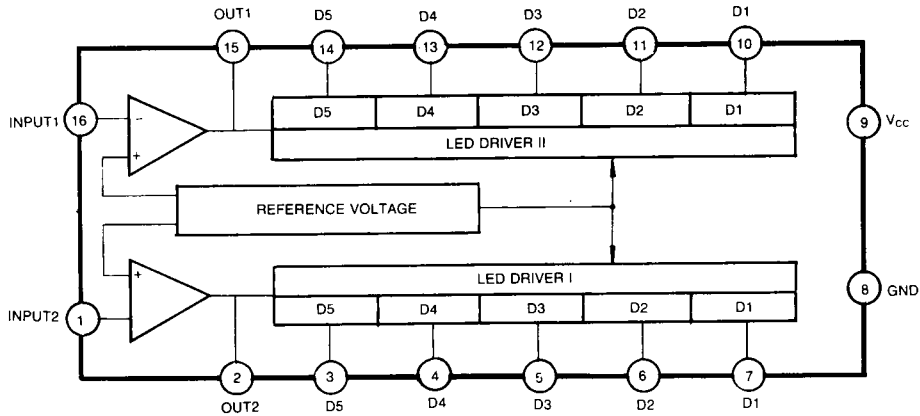 OUT1 D5 D4 D3 D2 D1
15 14 13 12 11 10
D5 D4 D3 D2 D1
INPUT1 16 - LED DRIVER II 9 VCC
+
REFERENCE VOLTAGE
+ LED DRIVER I 8 GND
INPUT2 1 D5 D4 D3 D2 D1
2 3 4 5 6 7
OUT2 D5 D4 D3 D2 D1